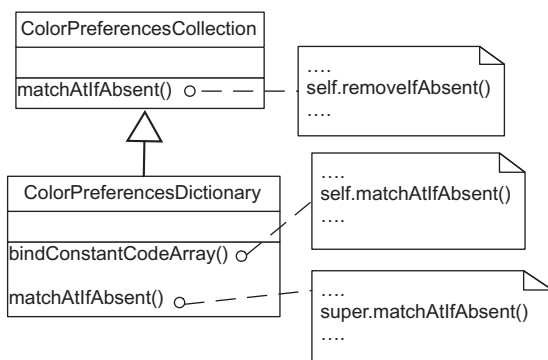 ColorPreferencesCollection
matchAtIfAbsent()
....
self.removeIfAbsent()
....
ColorPreferencesDictionary
bindConstantCodeArray()
matchAtIfAbsent()
....
self.matchAtIfAbsent()
....
....
super.matchAtIfAbsent()
....